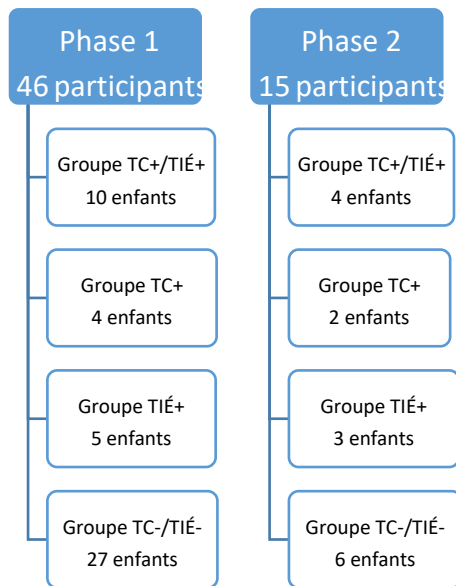 Phase 1
46 participants
Groupe TC+/TIÉ+
10 enfants
Groupe TC+
4 enfants
Groupe TIÉ+
5 enfants
Groupe TC-/TIÉ-
27 enfants
Phase 2
15 participants
Groupe TC+/TIÉ+
4 enfants
Groupe TC+
2 enfants
Groupe TIÉ+
3 enfants
Groupe TC-/TIÉ-
6 enfants